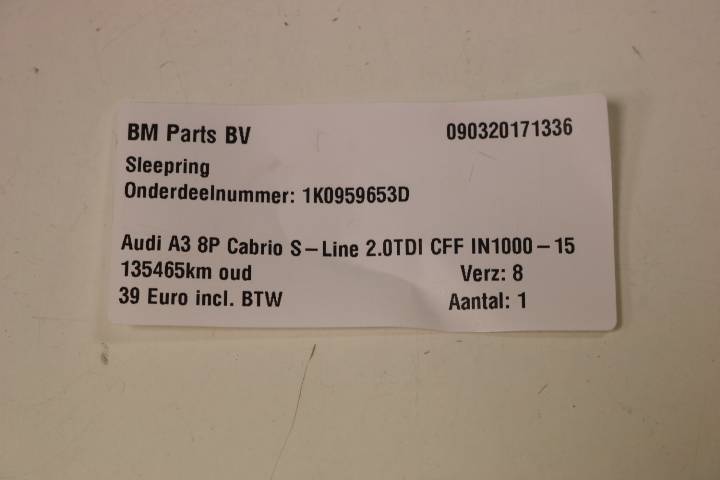 BM Parts BV 090320171336
Sleepring
Onderdeelnummer: 1K0959653D
Audi A3 8P Cabrio S-Line 2.0TDI CFF IN1000-15
135465km oud Verz: 8
39 Euro incl. BTW Aantal: 1